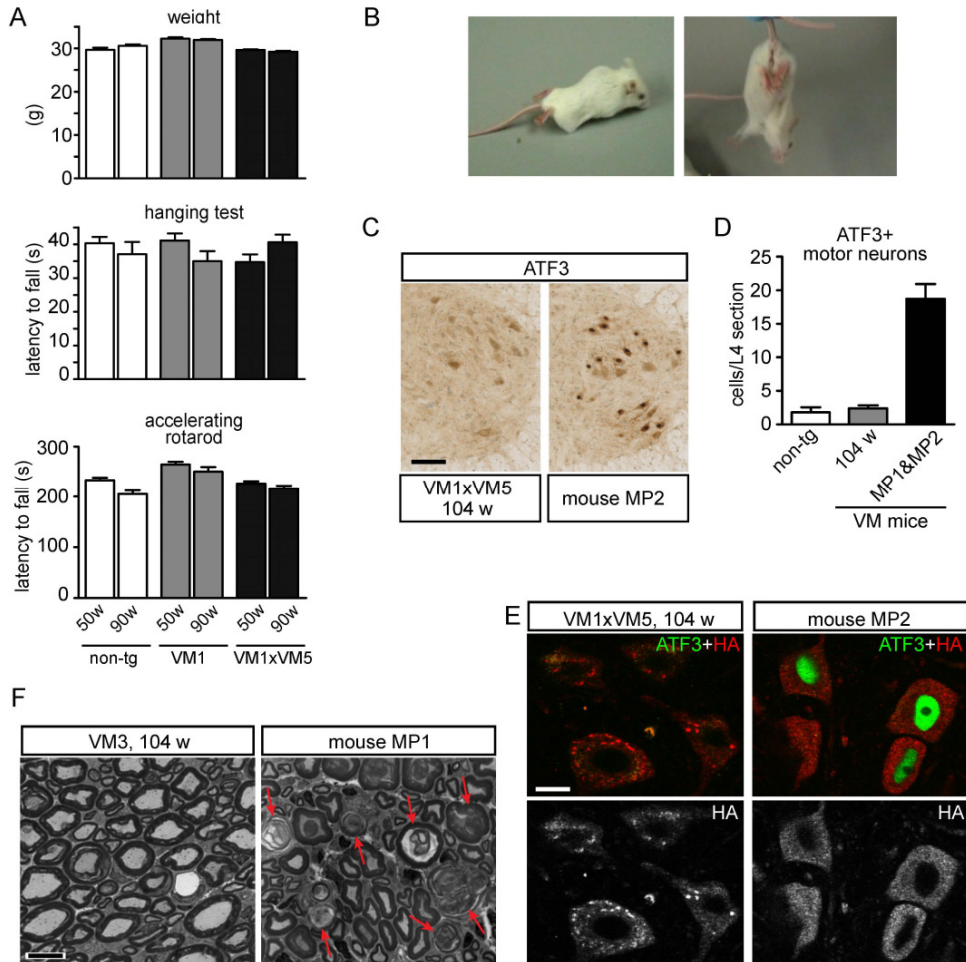 A
weight
(g)
30
20
10
0
hanging test
latency to fall (s)
40
30
20
10
0
accelerating
rotarod
latency to fall (s)
300
200
100
0
50w
90w
50w
90w
50w
90w
non-tg
VM1
VM1xVM5
B
C
ATF3
VM1xVM5
104 w
mouse MP2
D
ATF3+
motor neurons
cells/L4 section
25
20
15
10
5
0
non-tg
104 w
MP1&MP2
VM mice
E
VM1xVM5, 104 w
mouse MP2
ATF3+HA
ATF3+HA
HA
HA
F
VM3, 104 w
mouse MP1